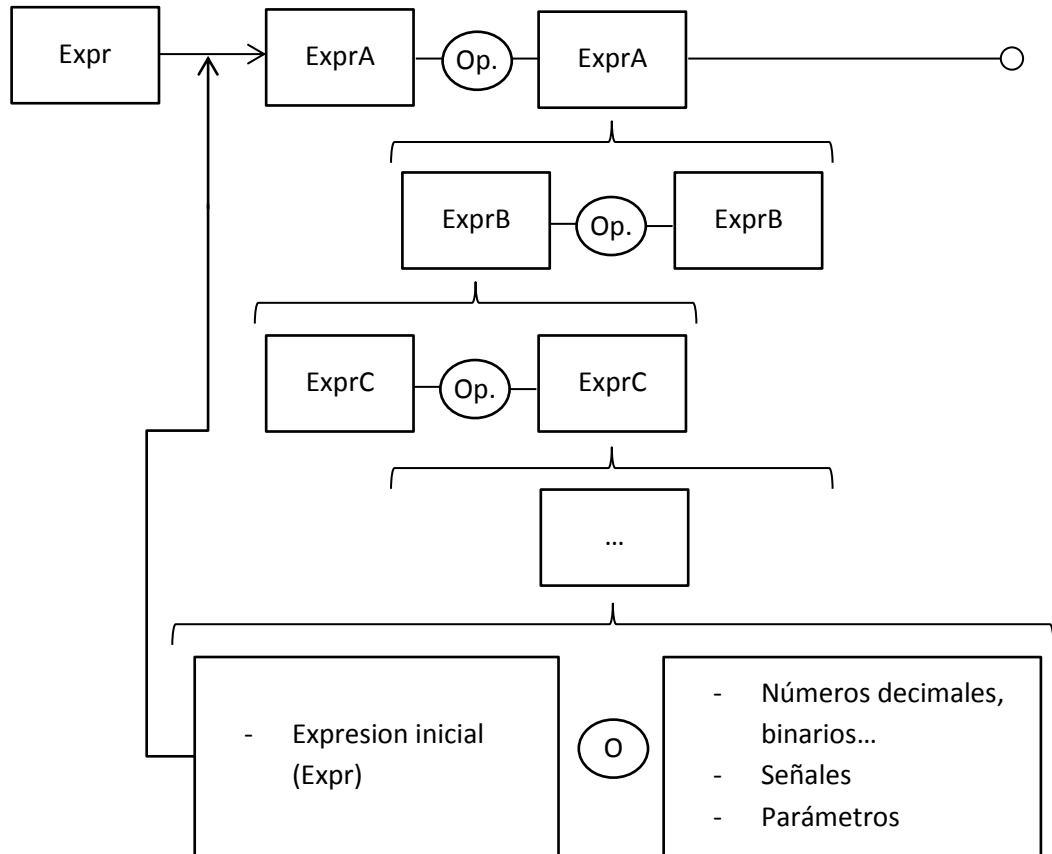 Expr
ExprA
Op.
ExprA
ExprB
Op.
ExprB
ExprC
Op.
ExprC
...
- Expresion inicial
(Expr)
O
- Números decimales,
binarios...
- Señales
- Parámetros